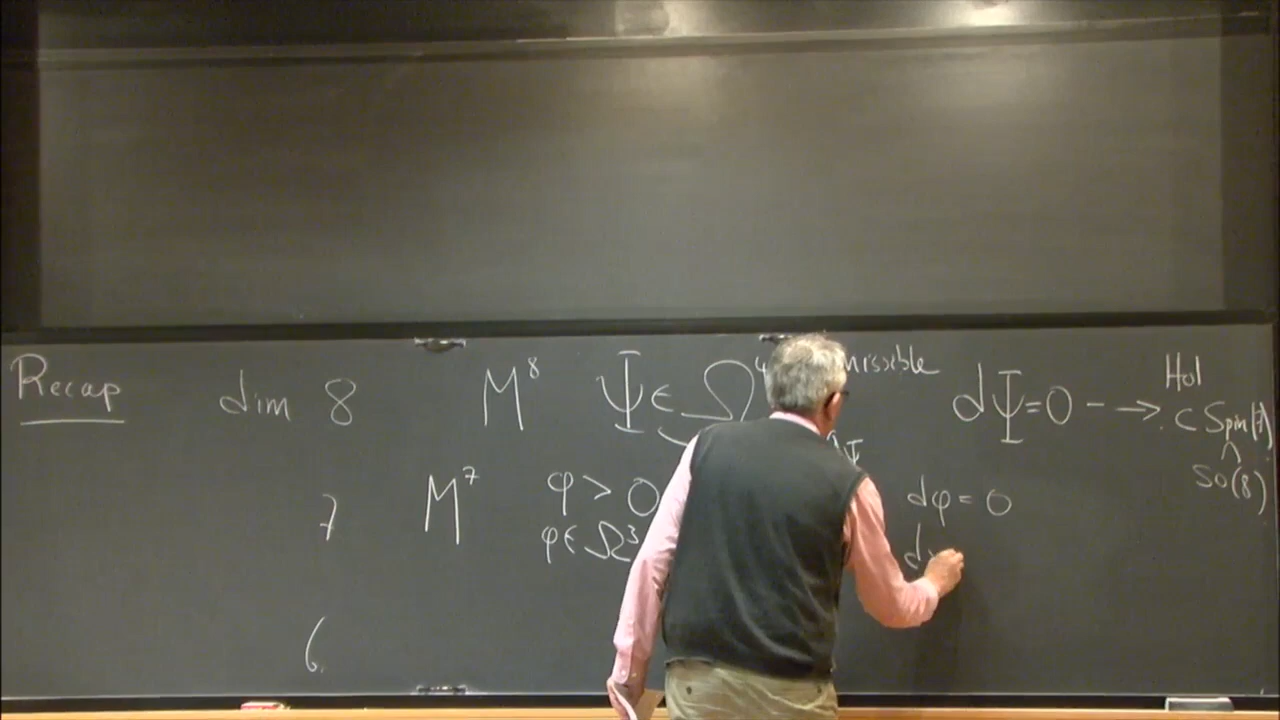 Recap dim 8 M⁸ Ψ ∈ Ω⁴ dΨ = 0 --→ Hol ⊂ Spin(7)
∧
SO(8)
7 M⁷ φ > 0 dφ = 0
φ ∈ Ω³ d
6